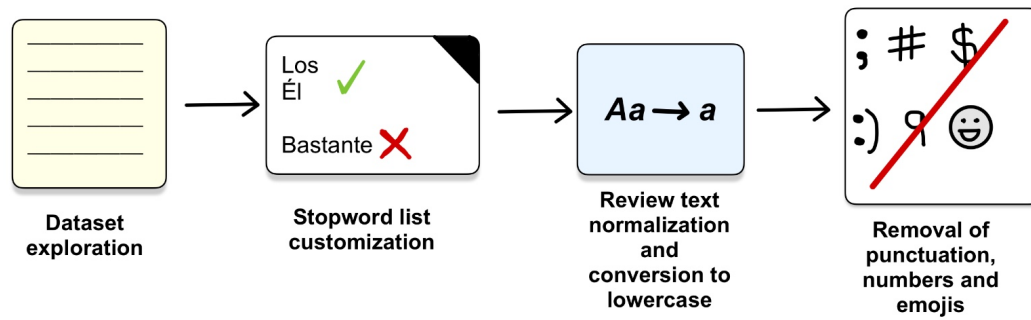 Los
Él
Bastante
Aa → a
; # $
:) 9
Dataset
exploration
Stopword list
customization
Review text
normalization
and
conversion to
lowercase
Removal of
punctuation,
numbers and
emojis